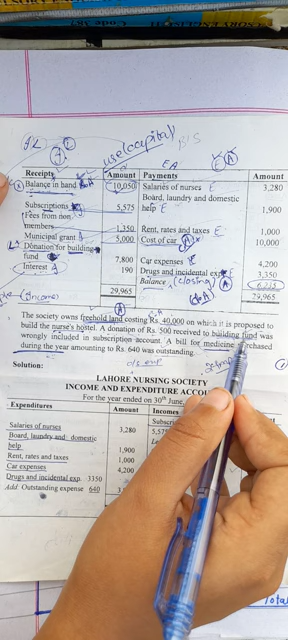 use(capital)
B/S
E A
E A
Receipts Amount Payments Amount
Balance in hand 10,050 Salaries of nurses E 3,280
Board, laundry and domestic
Subscriptions 5,575 help E 1,900
Fees from non
members 1,350 Rent, rates and taxes E 1,000
Municipal grant 5,000 Cost of car A 10,000
Donation for building
fund 7,800 Car expenses E 4,200
Interest 190 Drugs and incidental exp E 3,350
Balance (closing) A 6,235
29,965 29,965
(Income)
A
The society owns freehold land costing Rs. 40,000 on which it is proposed to
build the nurse's hostel. A donation of Rs. 500 received to building fund was
wrongly included in subscription account. A bill for medicine purchased
during the year amounting to Rs. 640 was outstanding.
o/s exp
Solution:
LAHORE NURSING SOCIETY
INCOME AND EXPENDITURE ACCOU
For the year ended on 30th June,
Expenditures Amount Incomes
Salaries of nurses 3,280 Subscri
Board, laundry and domestic 5,575
help 1,900
Rent, rates and taxes 1,000
Car expenses 4,200
Drugs and incidental exp. 3350
Add. Outstanding expense 640
Total